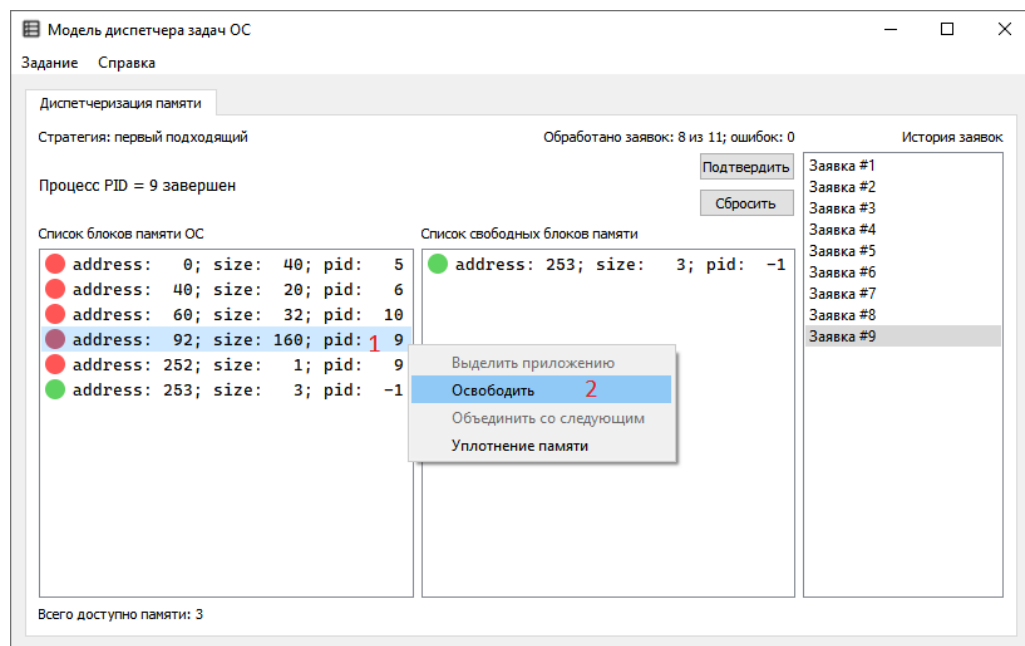 Модель диспетчера задач ОС
Задание Справка
Диспетчеризация памяти
Стратегия: первый подходящий
Обработано заявок: 8 из 11; ошибок: 0
История заявок
Процесс PID = 9 завершен
Подтвердить
Сбросить
Список блоков памяти ОС
address: 0; size: 40; pid: 5
address: 40; size: 20; pid: 6
address: 60; size: 32; pid: 10
address: 92; size: 160; pid: 9
1
address: 252; size: 1; pid: 9
address: 253; size: 3; pid: -1
Список свободных блоков памяти
address: 253; size: 3; pid: -1
Выделить приложению
Освободить
2
Объединить со следующим
Уплотнение памяти
Заявка #1
Заявка #2
Заявка #3
Заявка #4
Заявка #5
Заявка #6
Заявка #7
Заявка #8
Заявка #9
Всего доступно памяти: 3